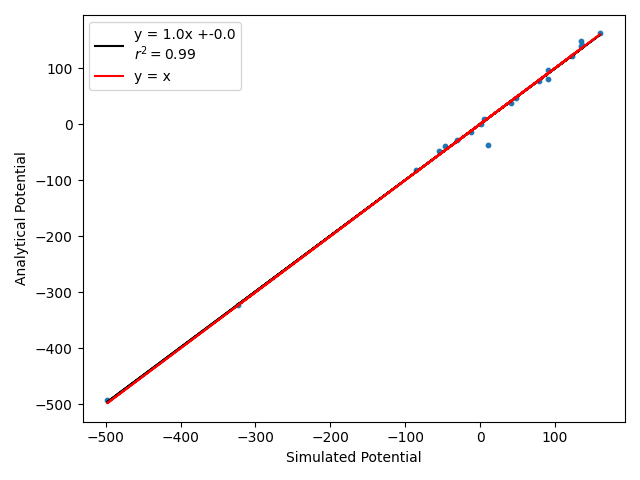 y = 1.0x +-0.0
r² = 0.99
y = x
100
0
−100
−200
−300
−400
−500
Analytical Potential
−500 −400 −300 −200 −100 0 100
Simulated Potential